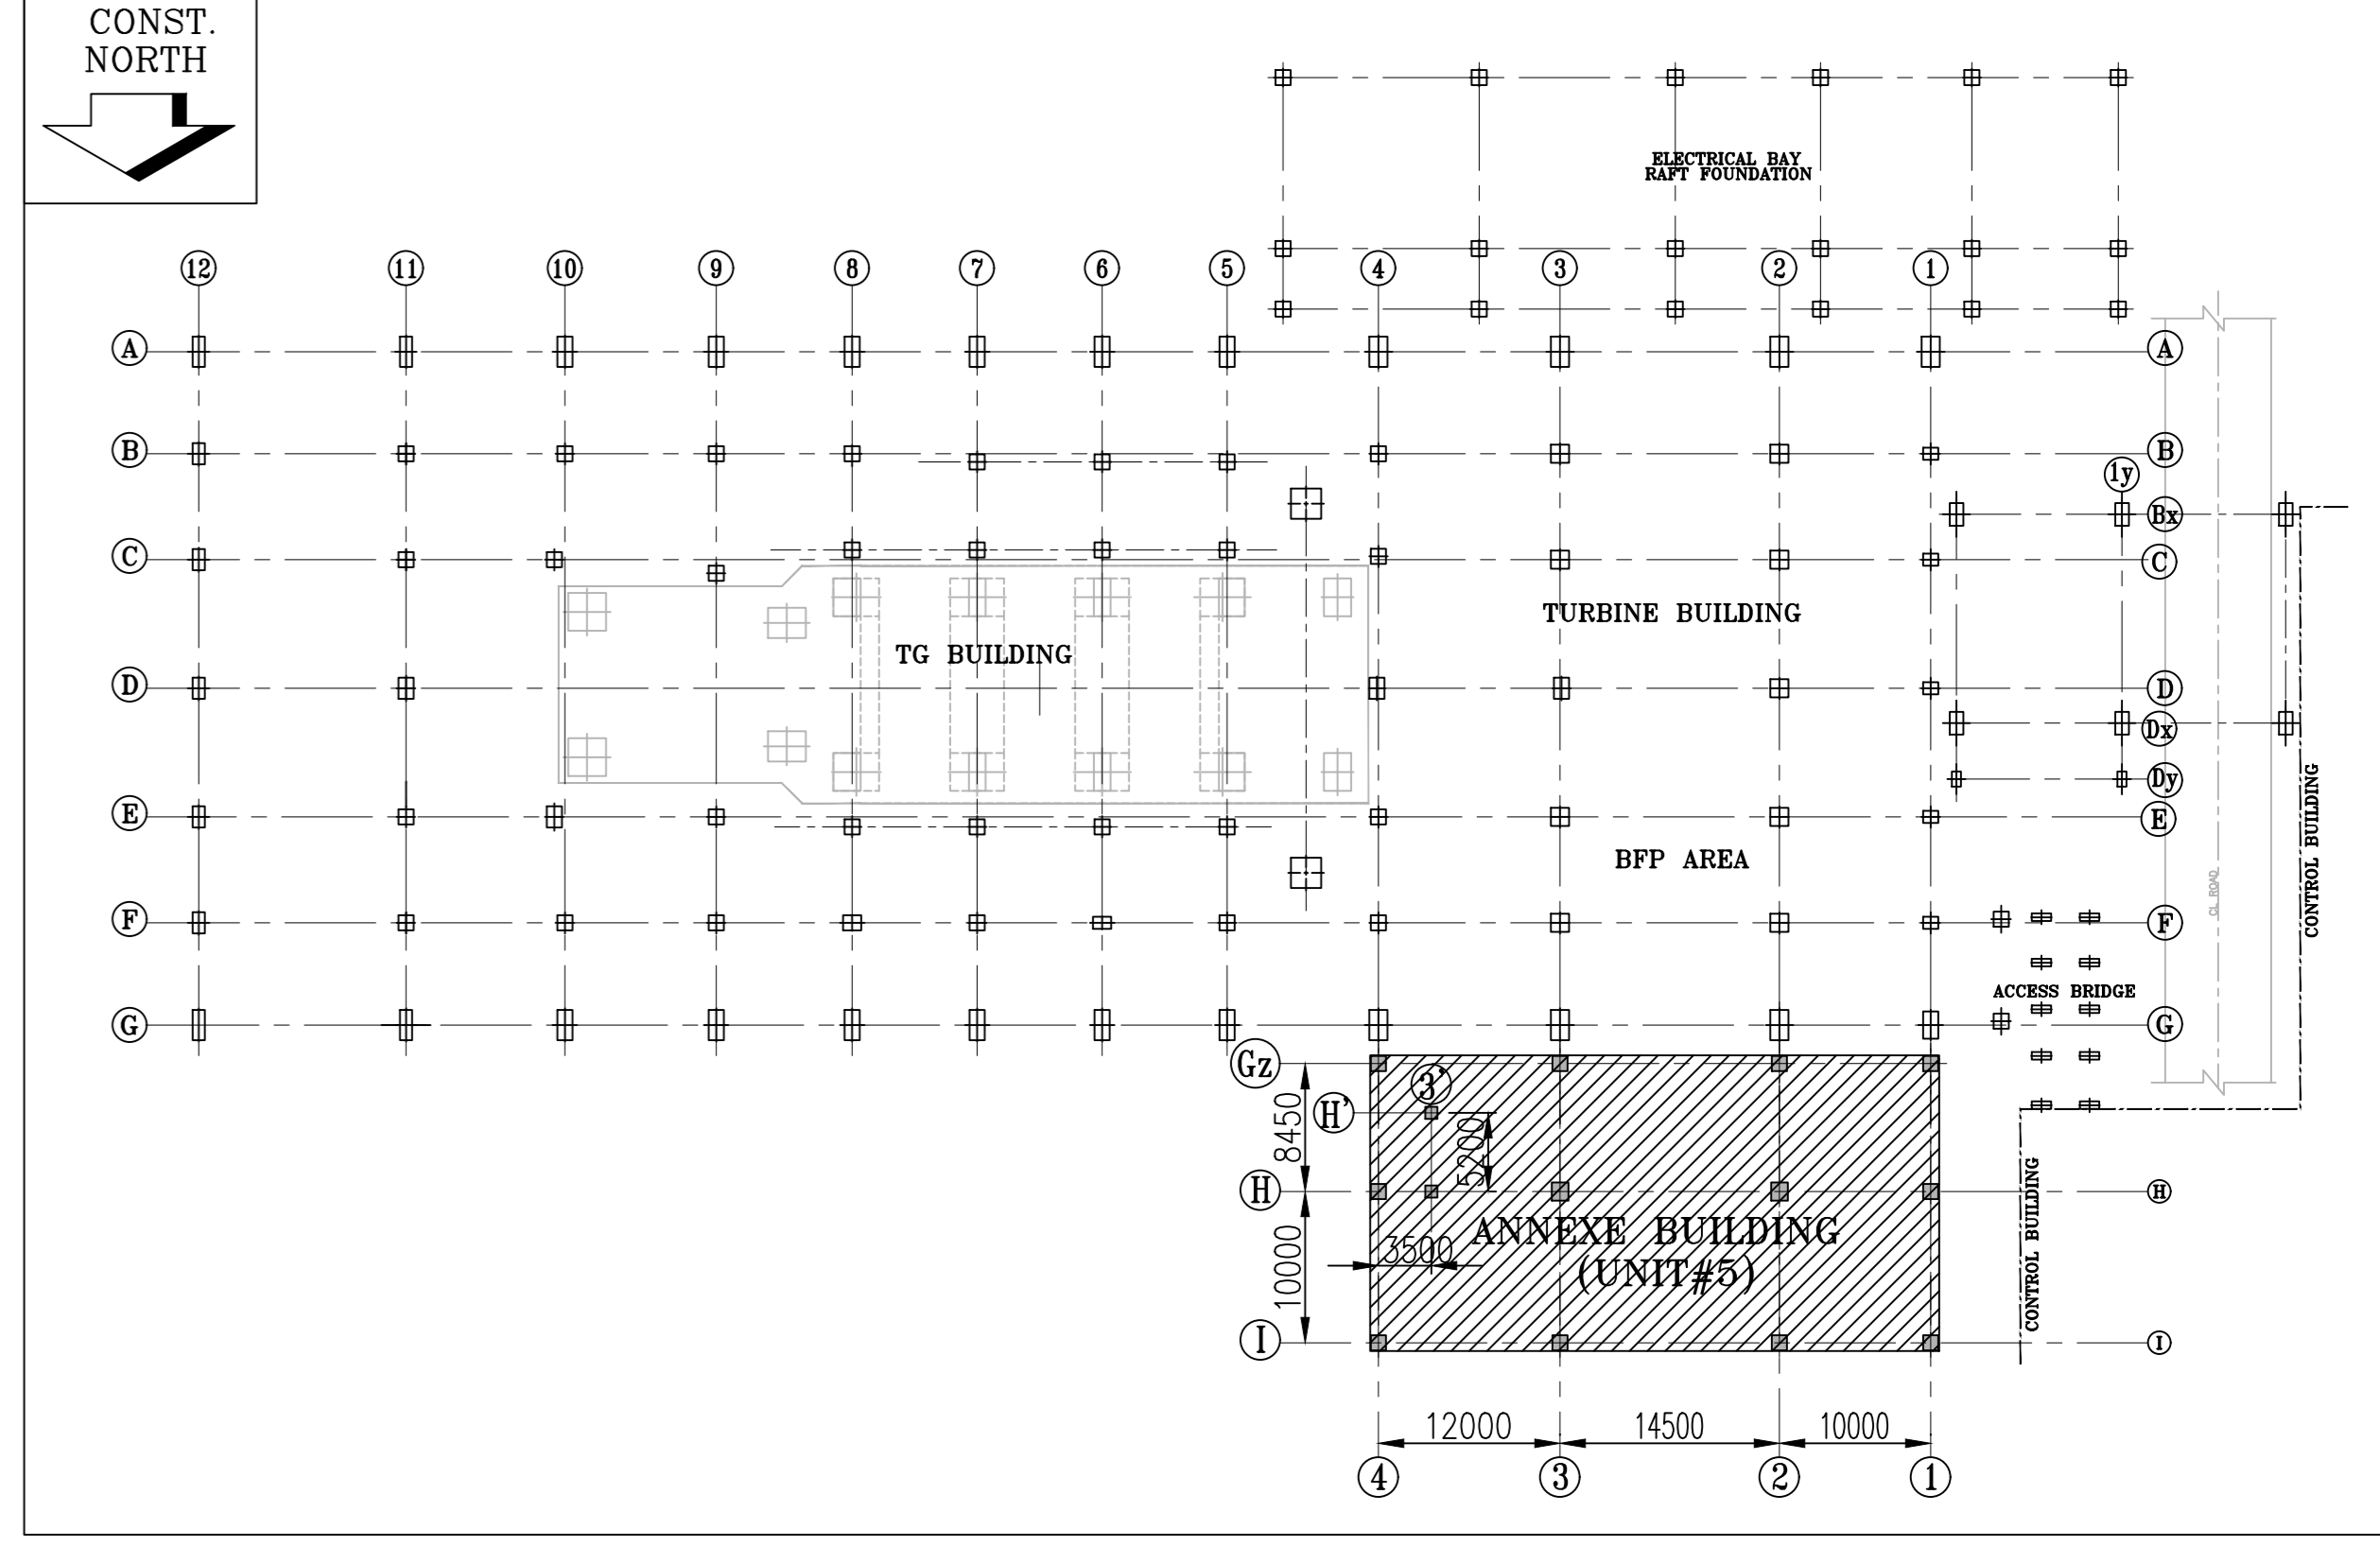 CONST.
NORTH
ELECTRICAL BAY
RAFT FOUNDATION
12 11 10 9 8 7 6 5 4 3 2 1
A A
B B
1y
Bx
C C
TURBINE BUILDING
TG BUILDING
D D
Dx
Dy
E E
CONTROL BUILDING
BFP AREA
CL ROAD
F F
ACCESS BRIDGE
G G
Gz
3'
H'
8450
5200
H H
CONTROL BUILDING
ANNEXE BUILDING
3500
10000
(UNIT#5)
I I
12000 14500 10000
4 3 2 1